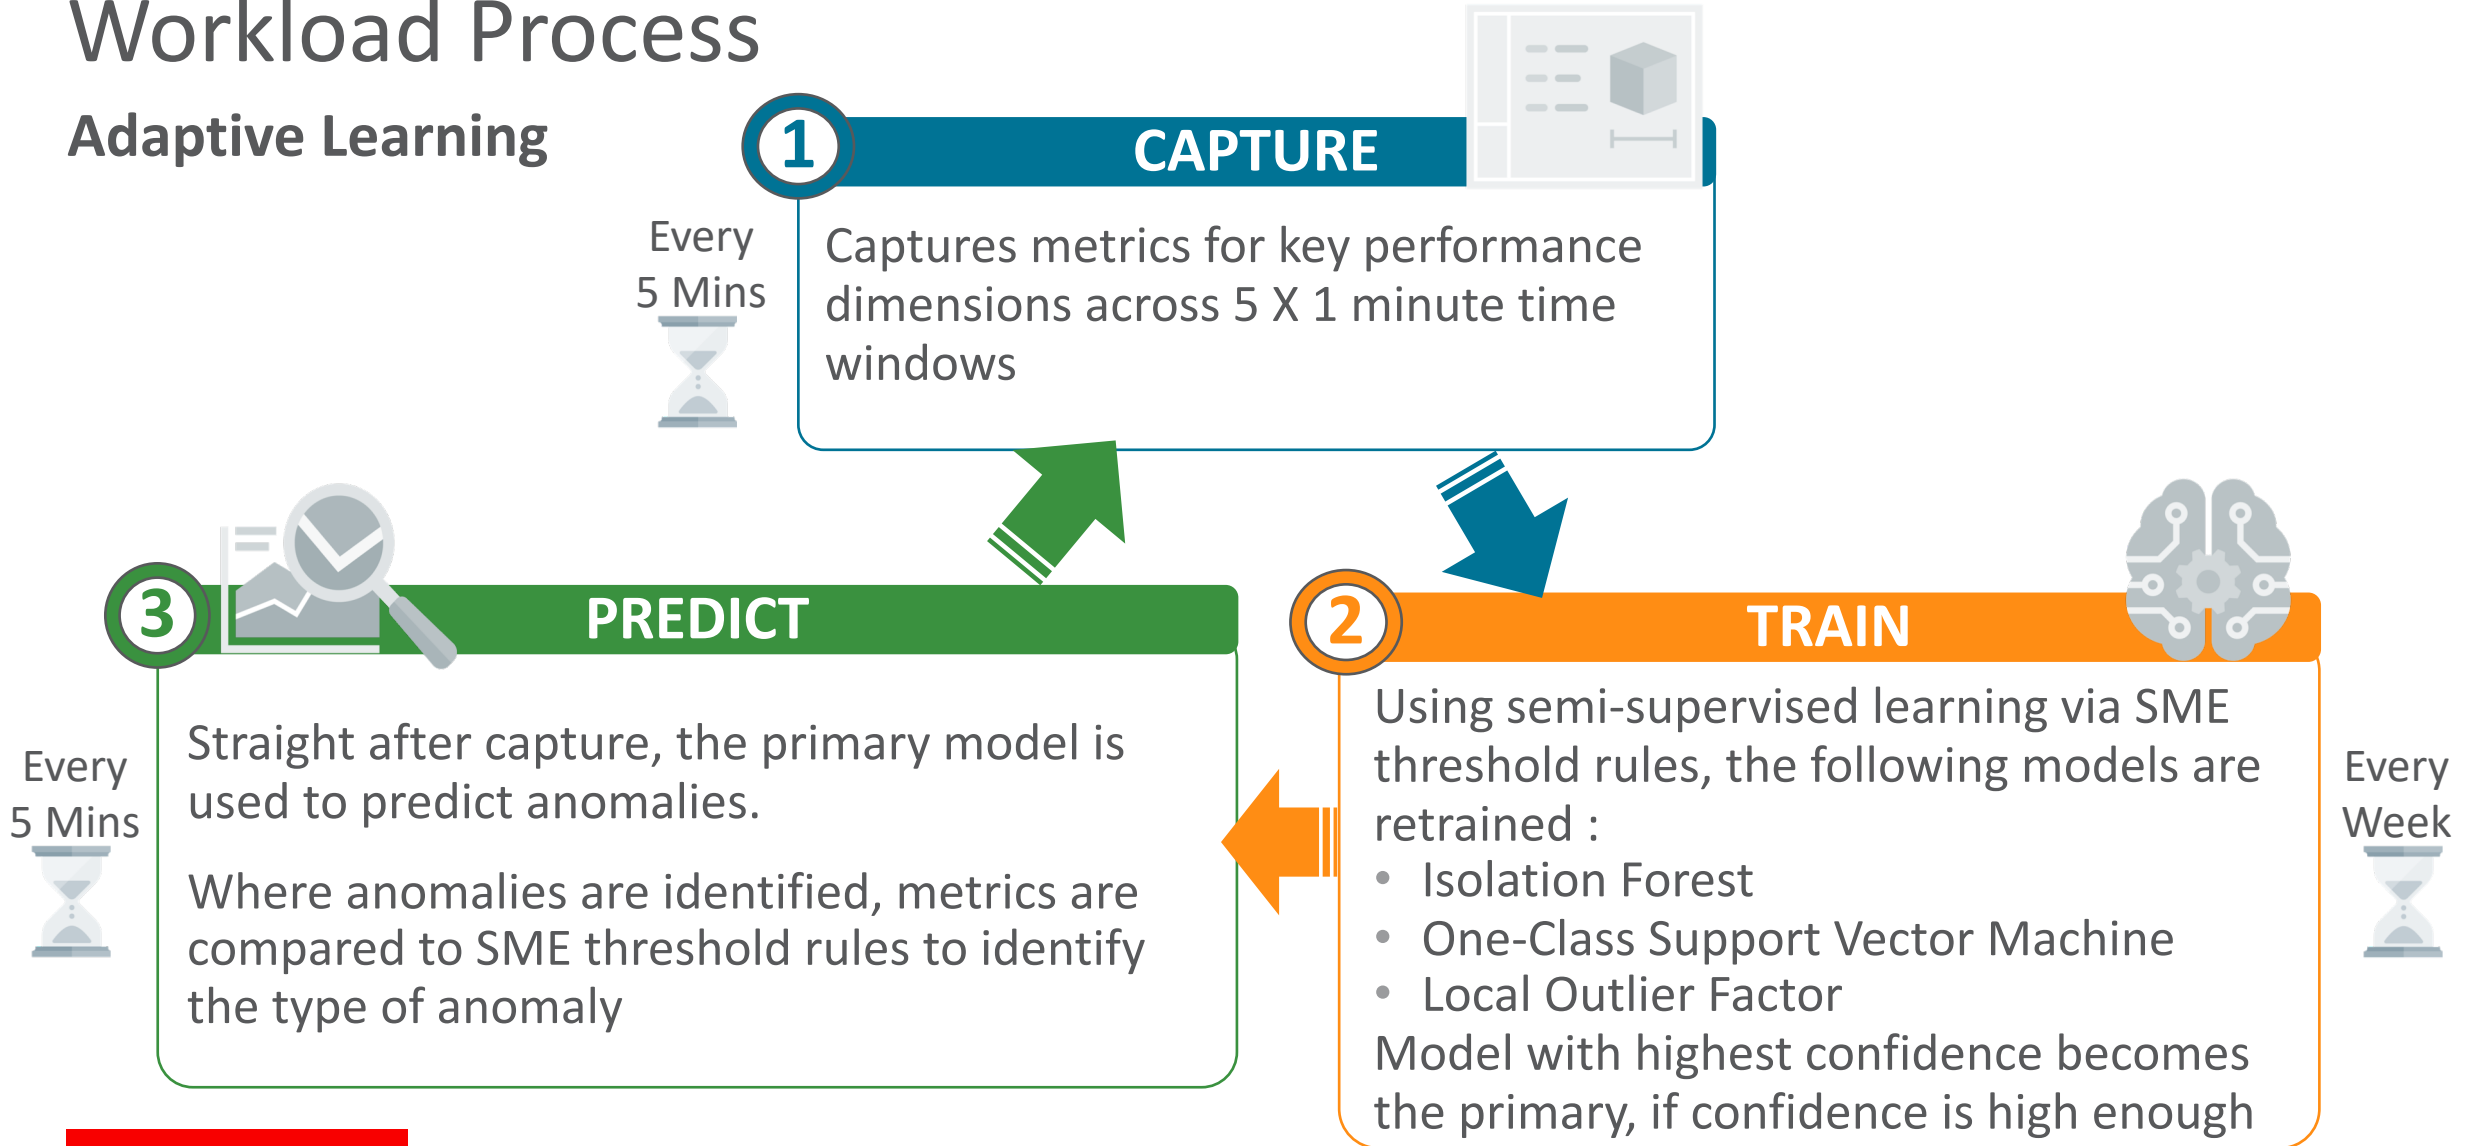 Workload Process
Adaptive Learning
1
CAPTURE
Every
5 Mins
Captures metrics for key performance
dimensions across 5 X 1 minute time
windows
2
TRAIN
Using semi-supervised learning via SME
threshold rules, the following models are
retrained :
• Isolation Forest
• One-Class Support Vector Machine
• Local Outlier Factor
Model with highest confidence becomes
the primary, if confidence is high enough
Every
Week
3
PREDICT
Every
5 Mins
Straight after capture, the primary model is
used to predict anomalies.
Where anomalies are identified, metrics are
compared to SME threshold rules to identify
the type of anomaly